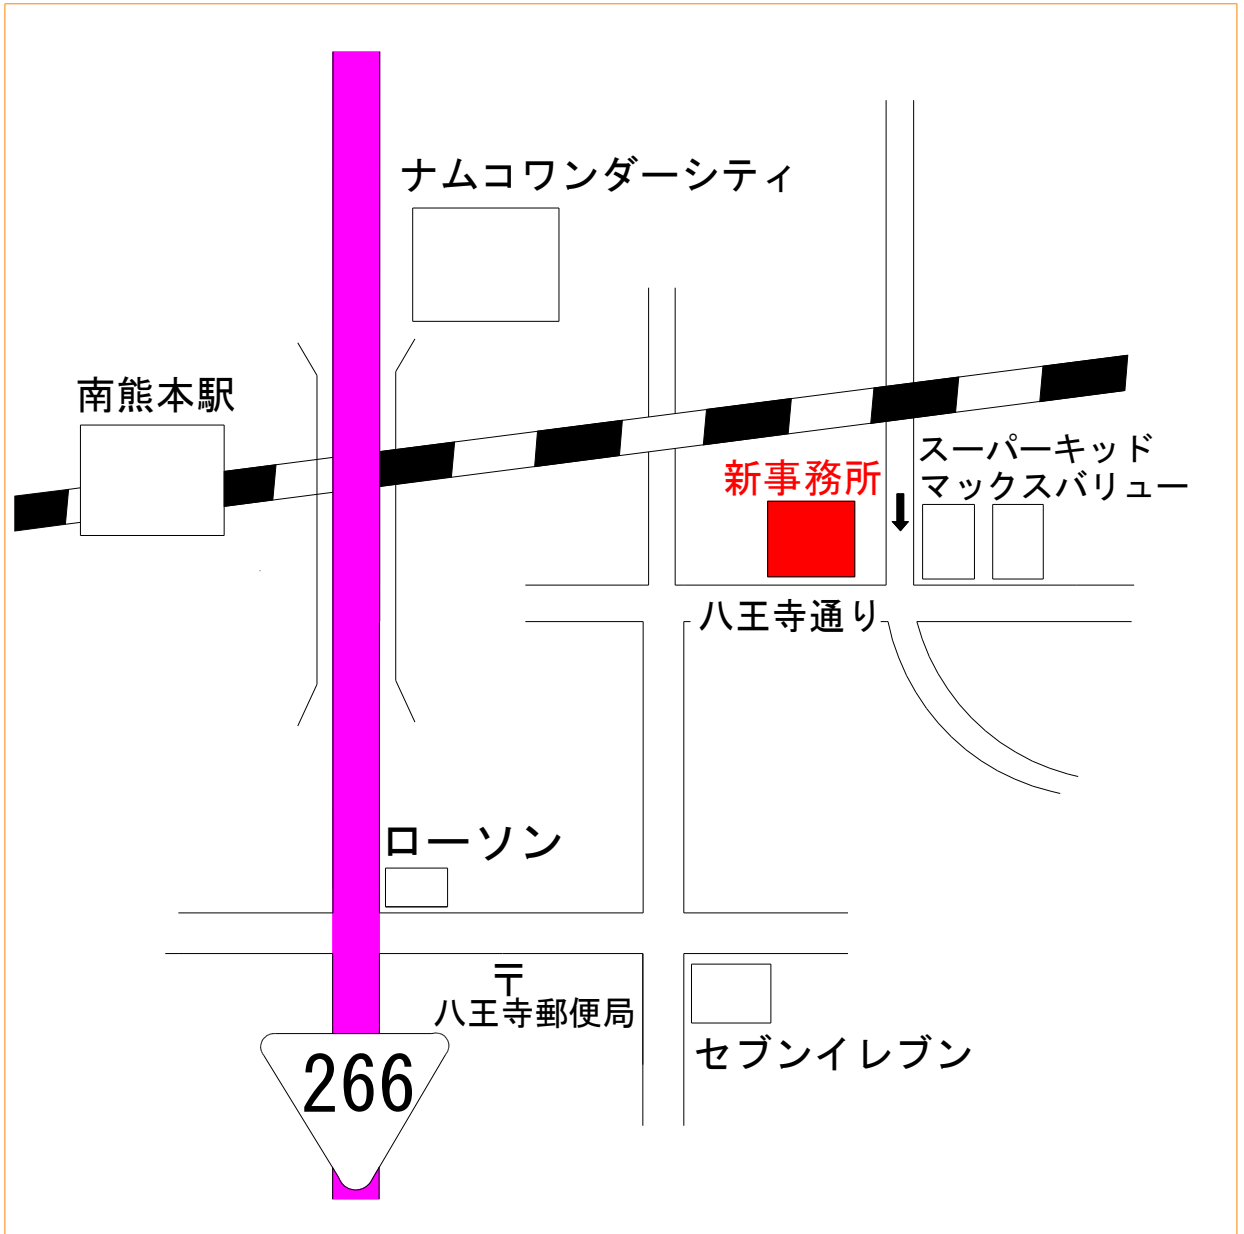 ナムコワンダーシティ
南熊本駅
スーパーキッド
マックスバリュー
新事務所
八王寺通り
ローソン
〒
八王寺郵便局
セブンイレブン
266